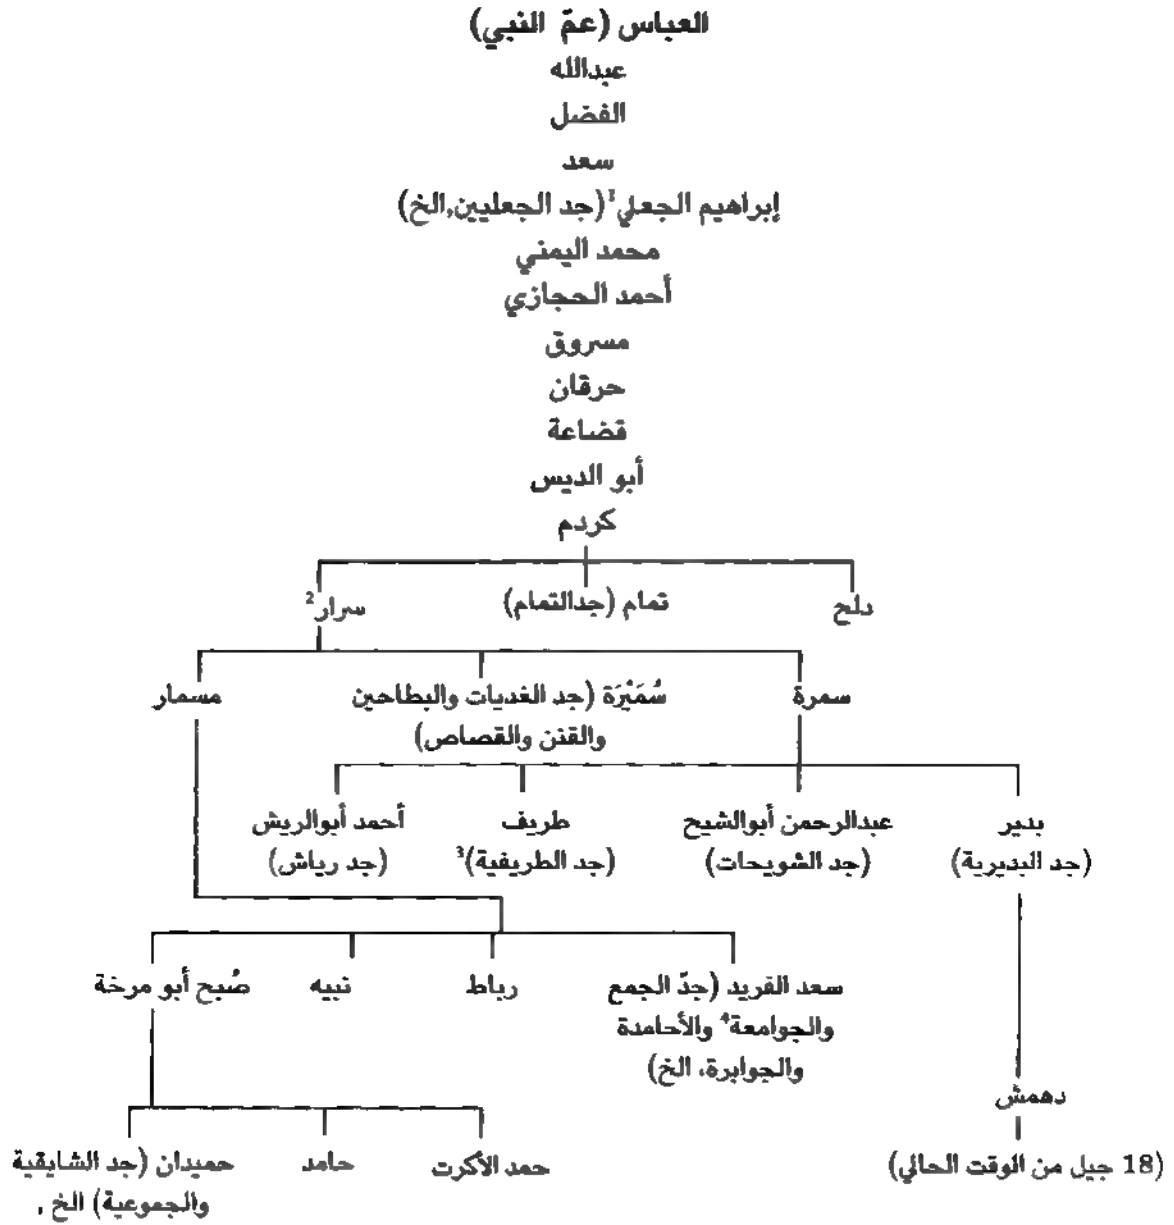 العباس (عمّ النبي)
عبدالله
الفضل
سعد
إبراهيم الجعلي¹(جد الجعليين,الخ)
محمد اليمني
أحمد الحجازي
مسروق
حرقان
قضاعة
أبو الديس
كردم
دلح
تمام (جدالتمام)
سرار²
سمرة
سُمَيْرَة (جد الغديات والبطاحين
والقنن والقصاص)
مسمار
بدير
(جد البديرية)
عبدالرحمن أبوالشيح
(جد الشويحات)
طريف
(جد الطريفية)³
أحمد أبوالريش
(جد رياش)
سعد الفريد (جدّ الجمع
والجوامعة⁴ والأحامدة
والجوابرة، الخ)
رباط
نبيه
صُبح أبو مرخة
دهمش
(18 جيل من الوقت الحالي)
حمد الأكرت
حامد
حميدان (جد الشايقية
والجموعية) الخ ,